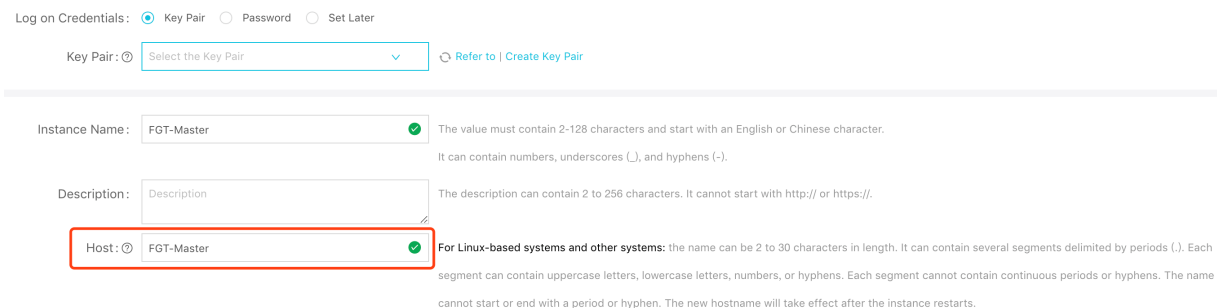 Log on Credentials: Key Pair Password Set Later
Key Pair: Select the Key Pair Refer to | Create Key Pair
Instance Name: FGT-Master The value must contain 2-128 characters and start with an English or Chinese character.
It can contain numbers, underscores (_), and hyphens (-).
Description: Description The description can contain 2 to 256 characters. It cannot start with http:// or https://.
Host: FGT-Master For Linux-based systems and other systems: the name can be 2 to 30 characters in length. It can contain several segments delimited by periods (.). Each
segment can contain uppercase letters, lowercase letters, numbers, or hyphens. Each segment cannot contain continuous periods or hyphens. The name
cannot start or end with a period or hyphen. The new hostname will take effect after the instance restarts.